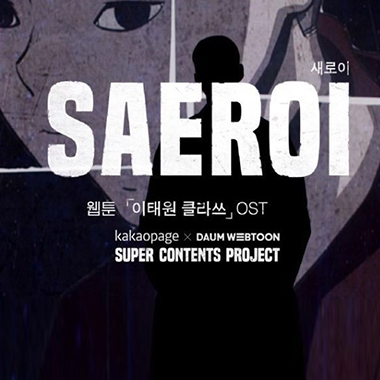 새로이
SAEROI
웹툰 「이태원 클라쓰」 OST
kakaopage × DAUM WEBTOON
SUPER CONTENTS PROJECT